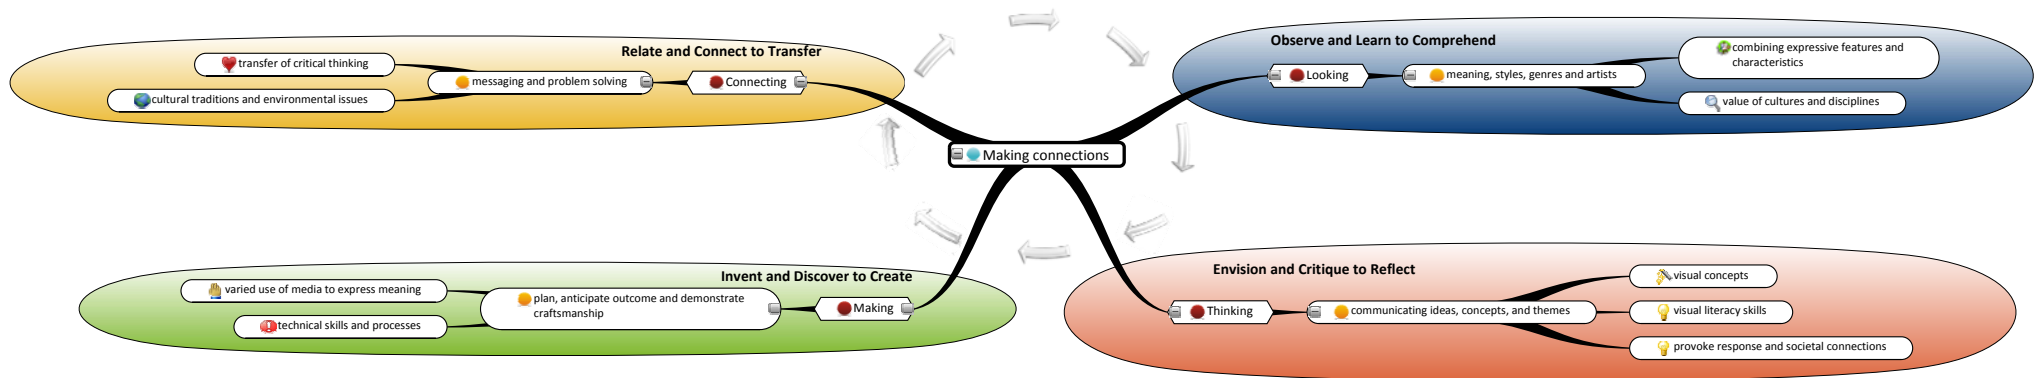 Relate and Connect to Transfer
transfer of critical thinking
cultural traditions and environmental issues
messaging and problem solving
Connecting
Observe and Learn to Comprehend
Looking
meaning, styles, genres and artists
combining expressive features and
characteristics
value of cultures and disciplines
Making connections
Invent and Discover to Create
varied use of media to express meaning
technical skills and processes
plan, anticipate outcome and demonstrate
craftsmanship
Making
Envision and Critique to Reflect
Thinking
communicating ideas, concepts, and themes
visual concepts
visual literacy skills
provoke response and societal connections